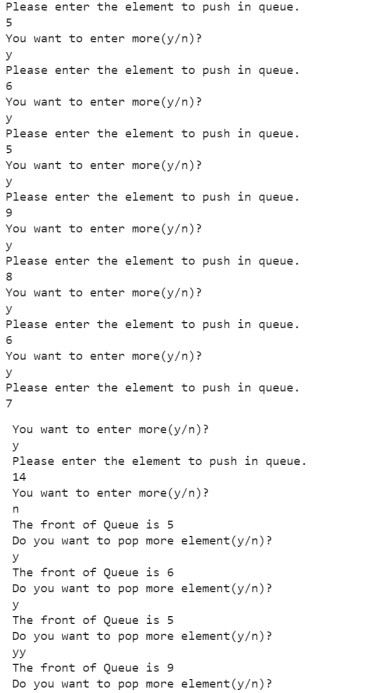 Please enter the element to push in queue.
5
You want to enter more(y/n)?
y
Please enter the element to push in queue.
6
You want to enter more(y/n)?
y
Please enter the element to push in queue.
5
You want to enter more(y/n)?
y
Please enter the element to push in queue.
9
You want to enter more(y/n)?
y
Please enter the element to push in queue.
8
You want to enter more(y/n)?
y
Please enter the element to push in queue.
6
You want to enter more(y/n)?
y
Please enter the element to push in queue.
7
You want to enter more(y/n)?
y
Please enter the element to push in queue.
14
You want to enter more(y/n)?
n
The front of Queue is 5
Do you want to pop more element(y/n)?
y
The front of Queue is 6
Do you want to pop more element(y/n)?
y
The front of Queue is 5
Do you want to pop more element(y/n)?
yy
The front of Queue is 9
Do you want to pop more element(y/n)?